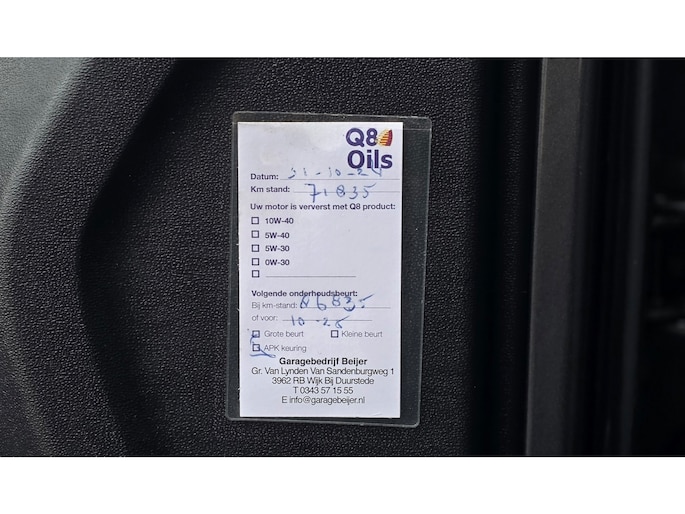 Q8
Oils
Datum: 31-10-24
Km stand: 71835
Uw motor is ververst met Q8 product:
10W-40
5W-40
5W-30
0W-30
Volgende onderhoudsbeurt:
Bij km-stand: 86835
of voor: 10-25
Grote beurt Kleine beurt
APK keuring
Garagebedrijf Beijer
Gr. Van Lynden Van Sandenburgweg 1
3962 RB Wijk Bij Duurstede
T 0343 57 15 55
E info@garagebeijer.nl